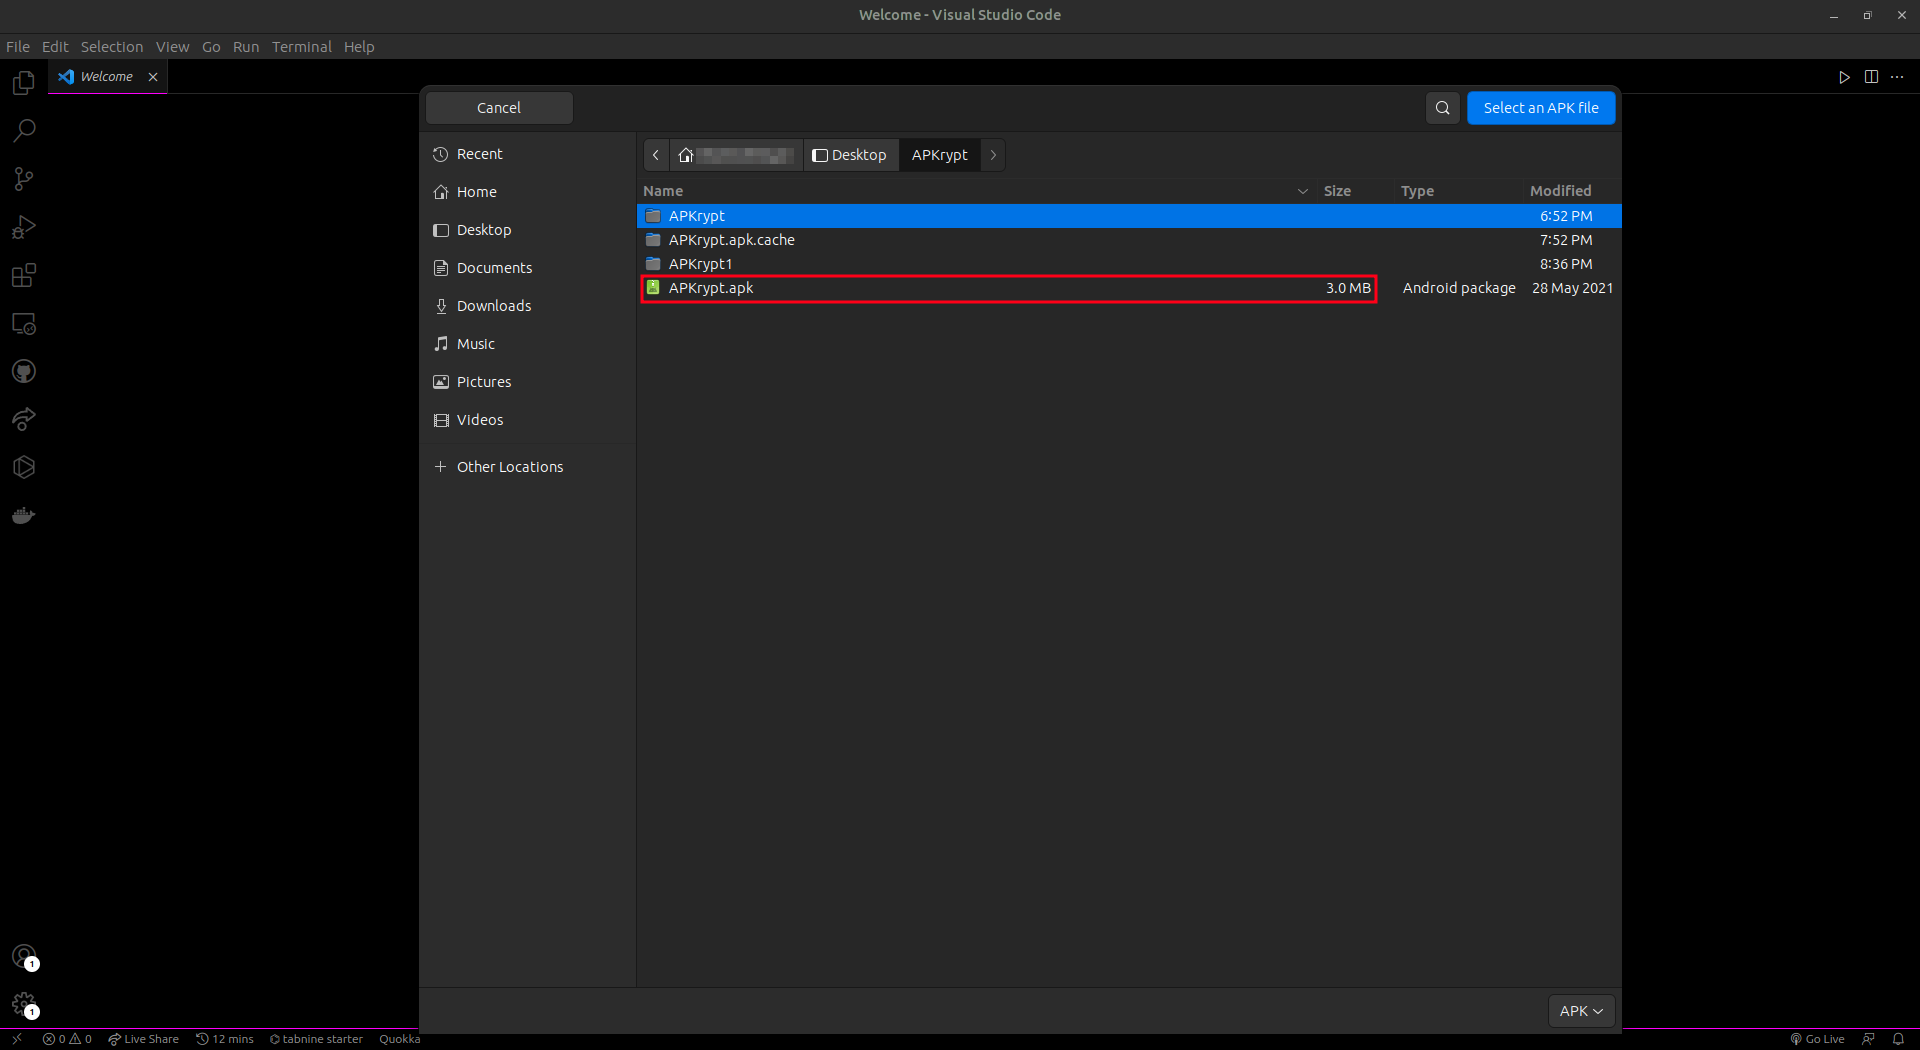 Welcome - Visual Studio Code
File Edit Selection View Go Run Terminal Help
Welcome
Cancel
Select an APK file
Recent
Home
Desktop
Documents
Downloads
Music
Pictures
Videos
Other Locations
Desktop APKrypt
Name Size Type Modified
APKrypt 6:52 PM
APKrypt.apk.cache 7:52 PM
APKrypt1 8:36 PM
APKrypt.apk 3.0 MB Android package 28 May 2021
APK
1
1
0 0 Live Share 12 mins tabnine starter Quokka Go Live